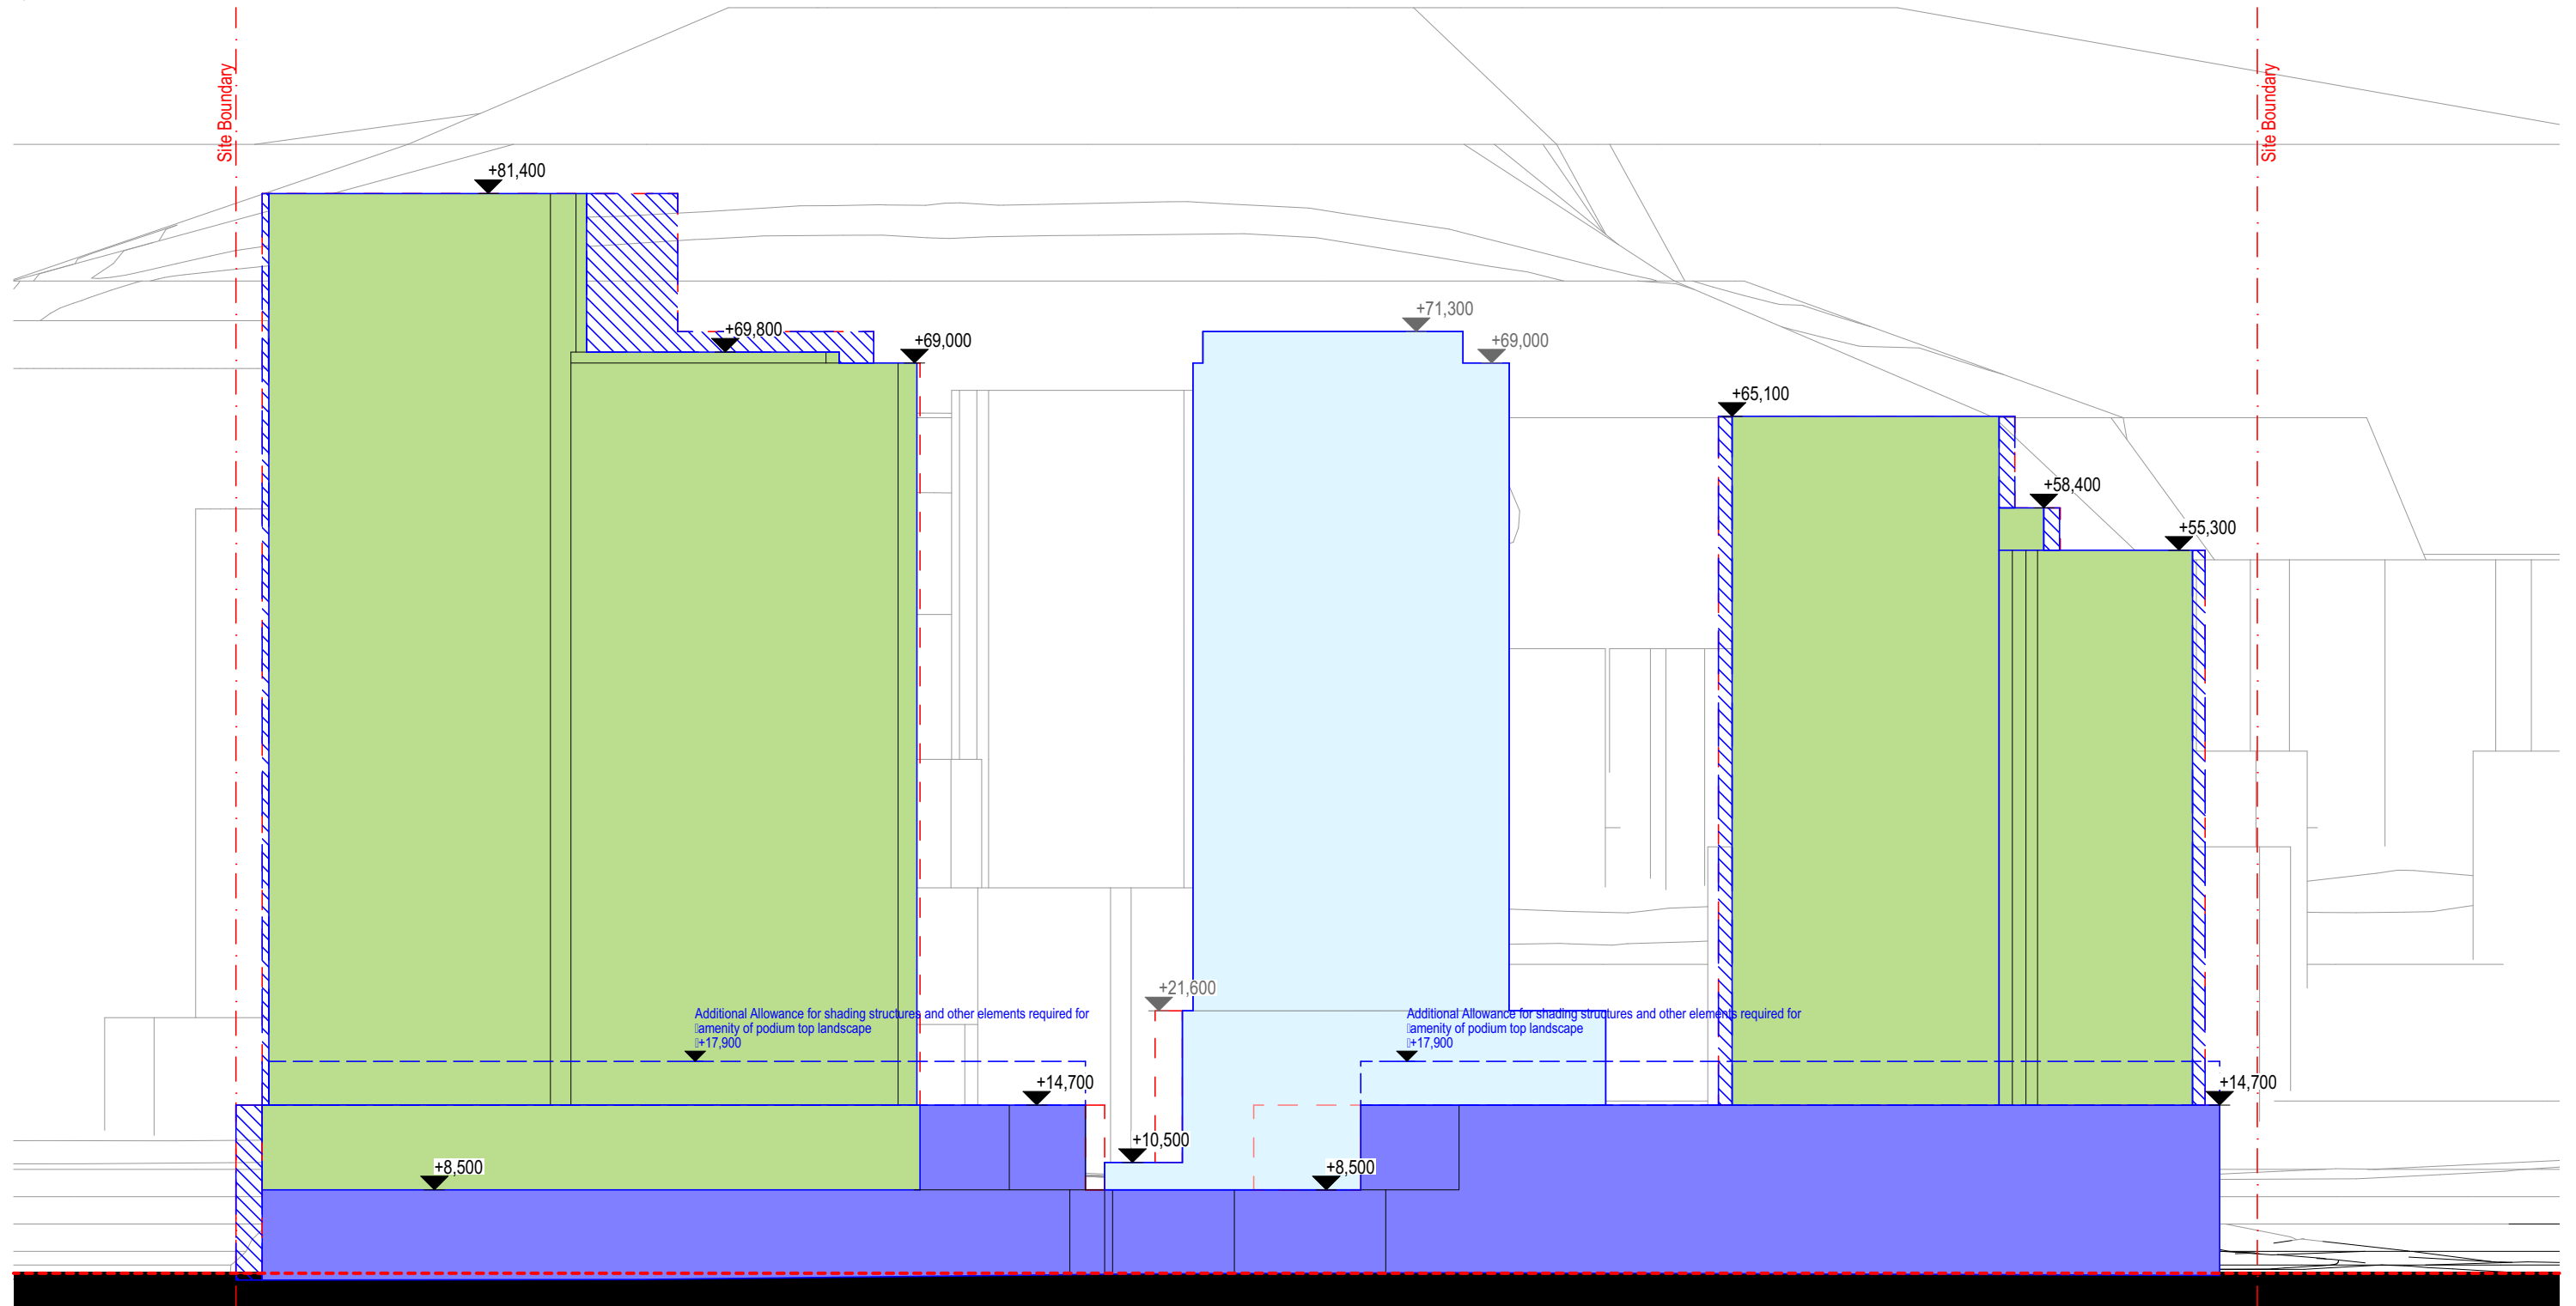 Site Boundary
Site Boundary
+81,400
+71,300
+69,800
+69,000
+69,000
+65,100
+58,400
+55,300
+21,600
Additional Allowance for shading structures and other elements required for
amenity of podium top landscape
+17,900
Additional Allowance for shading structures and other elements required for
amenity of podium top landscape
+17,900
+14,700
+14,700
+10,500
+8,500
+8,500